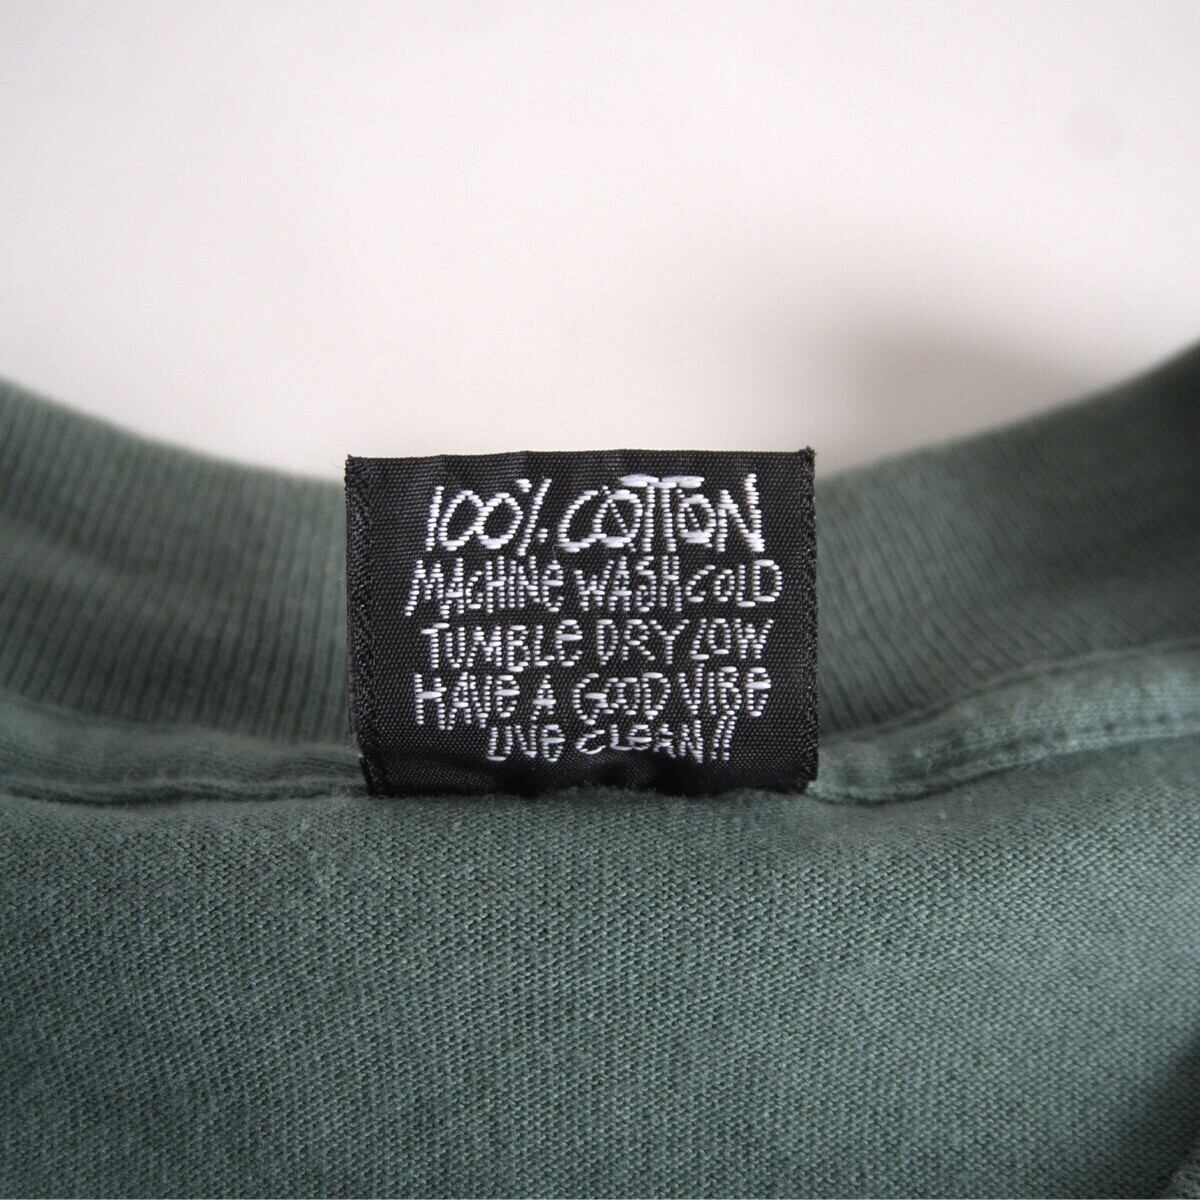 100% COTTON
MACHINE WASH COLD
TUMBLE DRY LOW
HAVE A GOOD VIBE
LIVE CLEAN!!